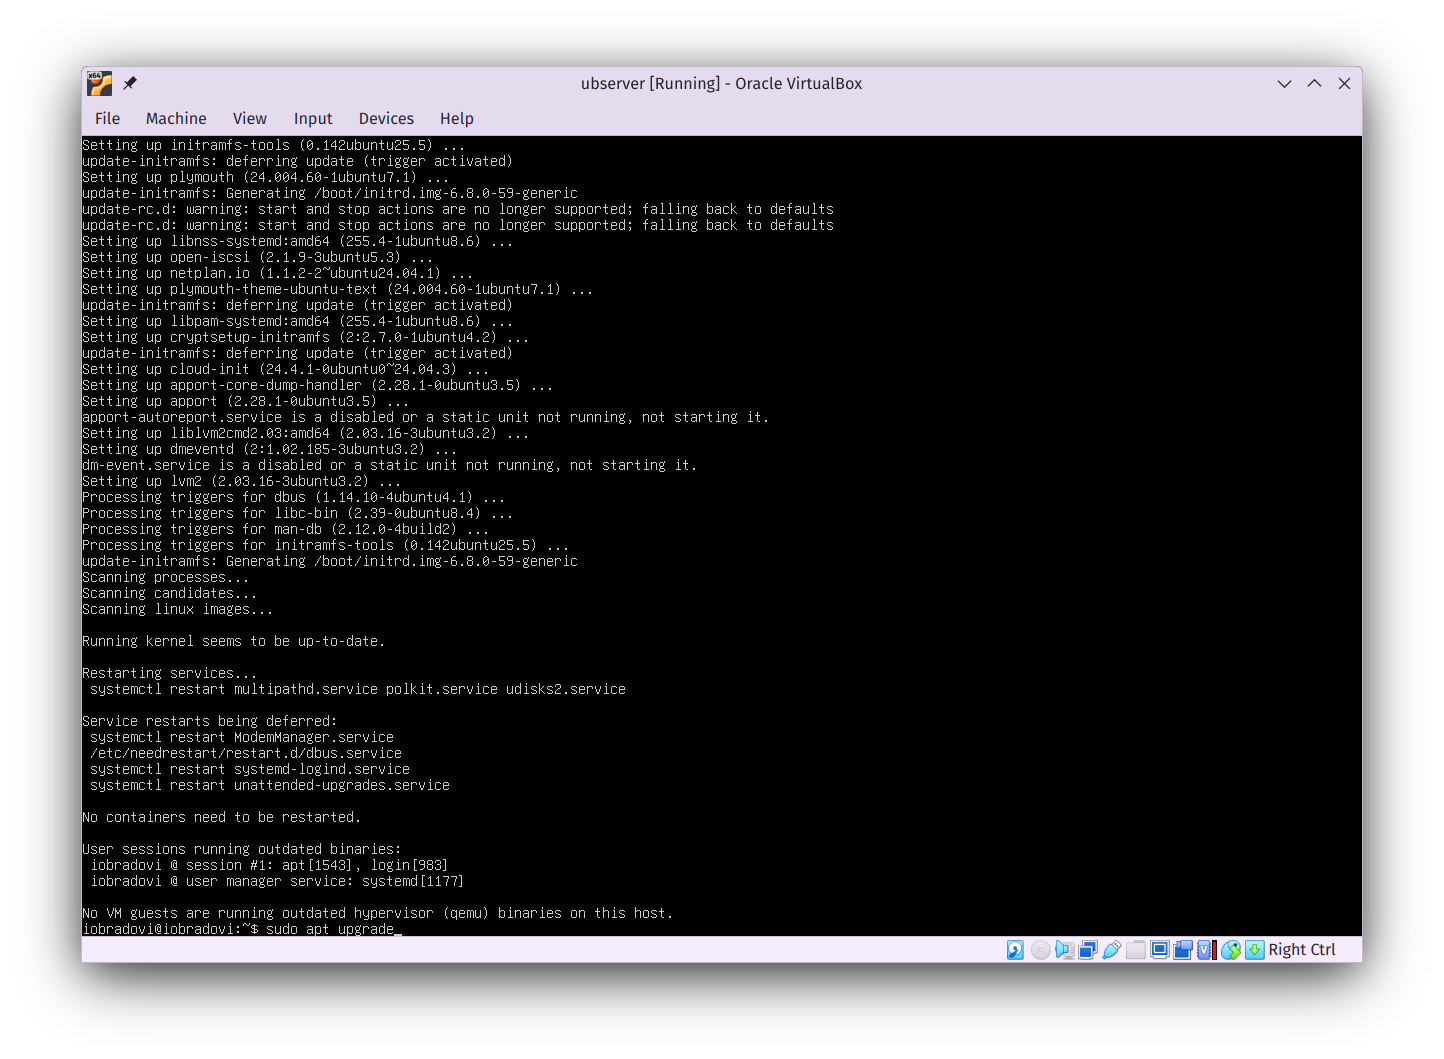 x64
ubserver [Running] - Oracle VirtualBox
File Machine View Input Devices Help
Setting up initramfs-tools (0.142ubuntu25.5) ...
update-initramfs: deferring update (trigger activated)
Setting up plymouth (24.004.60-1ubuntu7.1) ...
update-initramfs: Generating /boot/initrd.img-6.8.0-59-generic
update-rc.d: warning: start and stop actions are no longer supported; falling back to defaults
update-rc.d: warning: start and stop actions are no longer supported; falling back to defaults
Setting up libnss-systemd:amd64 (255.4-1ubuntu8.6) ...
Setting up open-iscsi (2.1.9-3ubuntu5.3) ...
Setting up netplan.io (1.1.2-2~ubuntu24.04.1) ...
Setting up plymouth-theme-ubuntu-text (24.004.60-1ubuntu7.1) ...
update-initramfs: deferring update (trigger activated)
Setting up libpam-systemd:amd64 (255.4-1ubuntu8.6) ...
Setting up cryptsetup-initramfs (2:2.7.0-1ubuntu4.2) ...
update-initramfs: deferring update (trigger activated)
Setting up cloud-init (24.4.1-0ubuntu0~24.04.3) ...
Setting up apport-core-dump-handler (2.28.1-0ubuntu3.5) ...
Setting up apport (2.28.1-0ubuntu3.5) ...
apport-autoreport.service is a disabled or a static unit not running, not starting it.
Setting up liblvm2cmd2.03:amd64 (2.03.16-3ubuntu3.2) ...
Setting up dmeventd (2:1.02.185-3ubuntu3.2) ...
dm-event.service is a disabled or a static unit not running, not starting it.
Setting up lvm2 (2.03.16-3ubuntu3.2) ...
Processing triggers for dbus (1.14.10-4ubuntu4.1) ...
Processing triggers for libc-bin (2.39-0ubuntu8.4) ...
Processing triggers for man-db (2.12.0-4build2) ...
Processing triggers for initramfs-tools (0.142ubuntu25.5) ...
update-initramfs: Generating /boot/initrd.img-6.8.0-59-generic
Scanning processes...
Scanning candidates...
Scanning linux images...
Running kernel seems to be up-to-date.
Restarting services...
systemctl restart multipathd.service polkit.service udisks2.service
Service restarts being deferred:
systemctl restart ModemManager.service
/etc/needrestart/restart.d/dbus.service
systemctl restart systemd-logind.service
systemctl restart unattended-upgrades.service
No containers need to be restarted.
User sessions running outdated binaries:
iobradovi @ session #1: apt[1543], login[983]
iobradovi @ user manager service: systemd[1177]
No VM guests are running outdated hypervisor (qemu) binaries on this host.
iobradovi@iobradovi:~$ sudo apt upgrade_
Right Ctrl